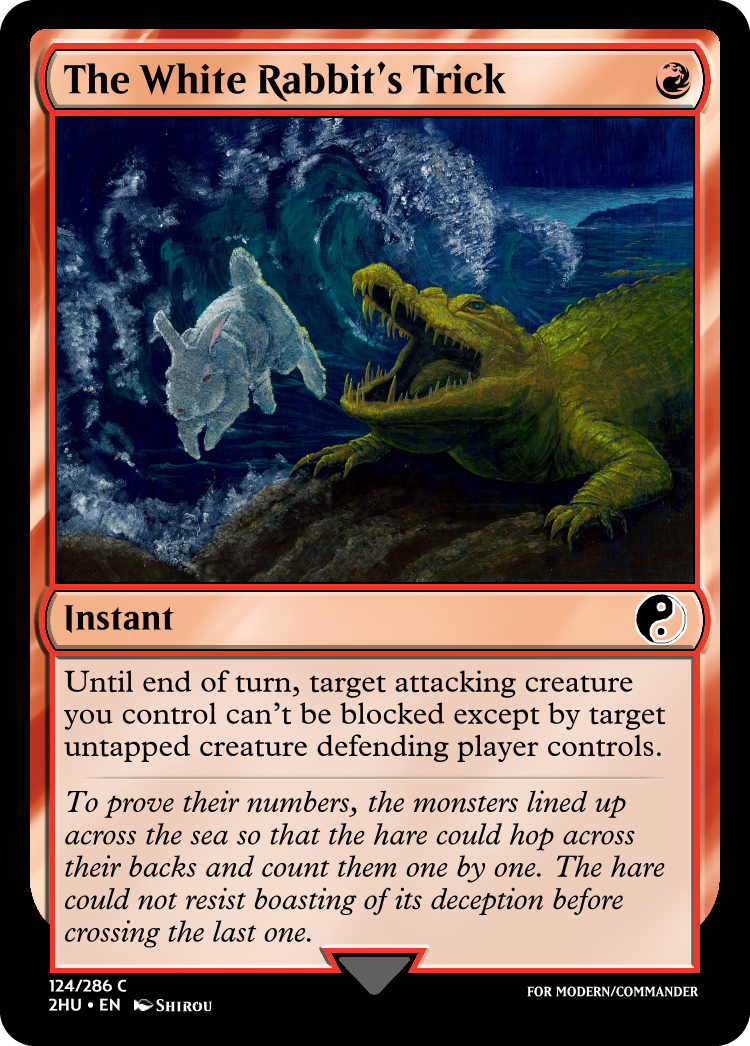 The White Rabbit's Trick
Instant
Until end of turn, target attacking creature
you control can't be blocked except by target
untapped creature defending player controls.
To prove their numbers, the monsters lined up
across the sea so that the hare could hop across
their backs and count them one by one. The hare
could not resist boasting of its deception before
crossing the last one.
124/286 C
2HU • EN Shirou
FOR MODERN/COMMANDER